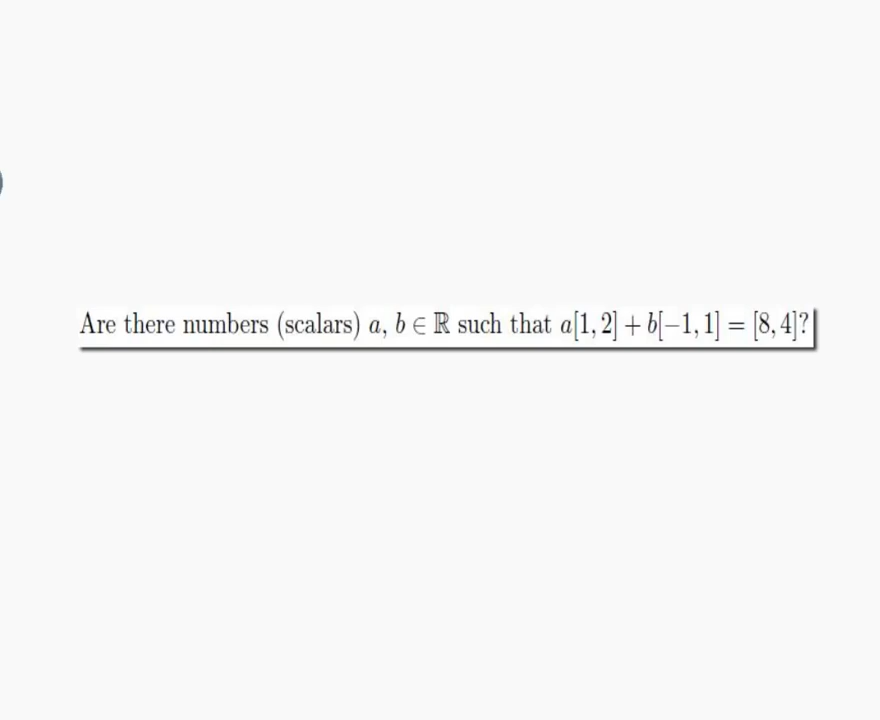 Are there numbers (scalars) a, b ∈ ℝ such that a[1, 2] + b[−1, 1] = [8, 4]?